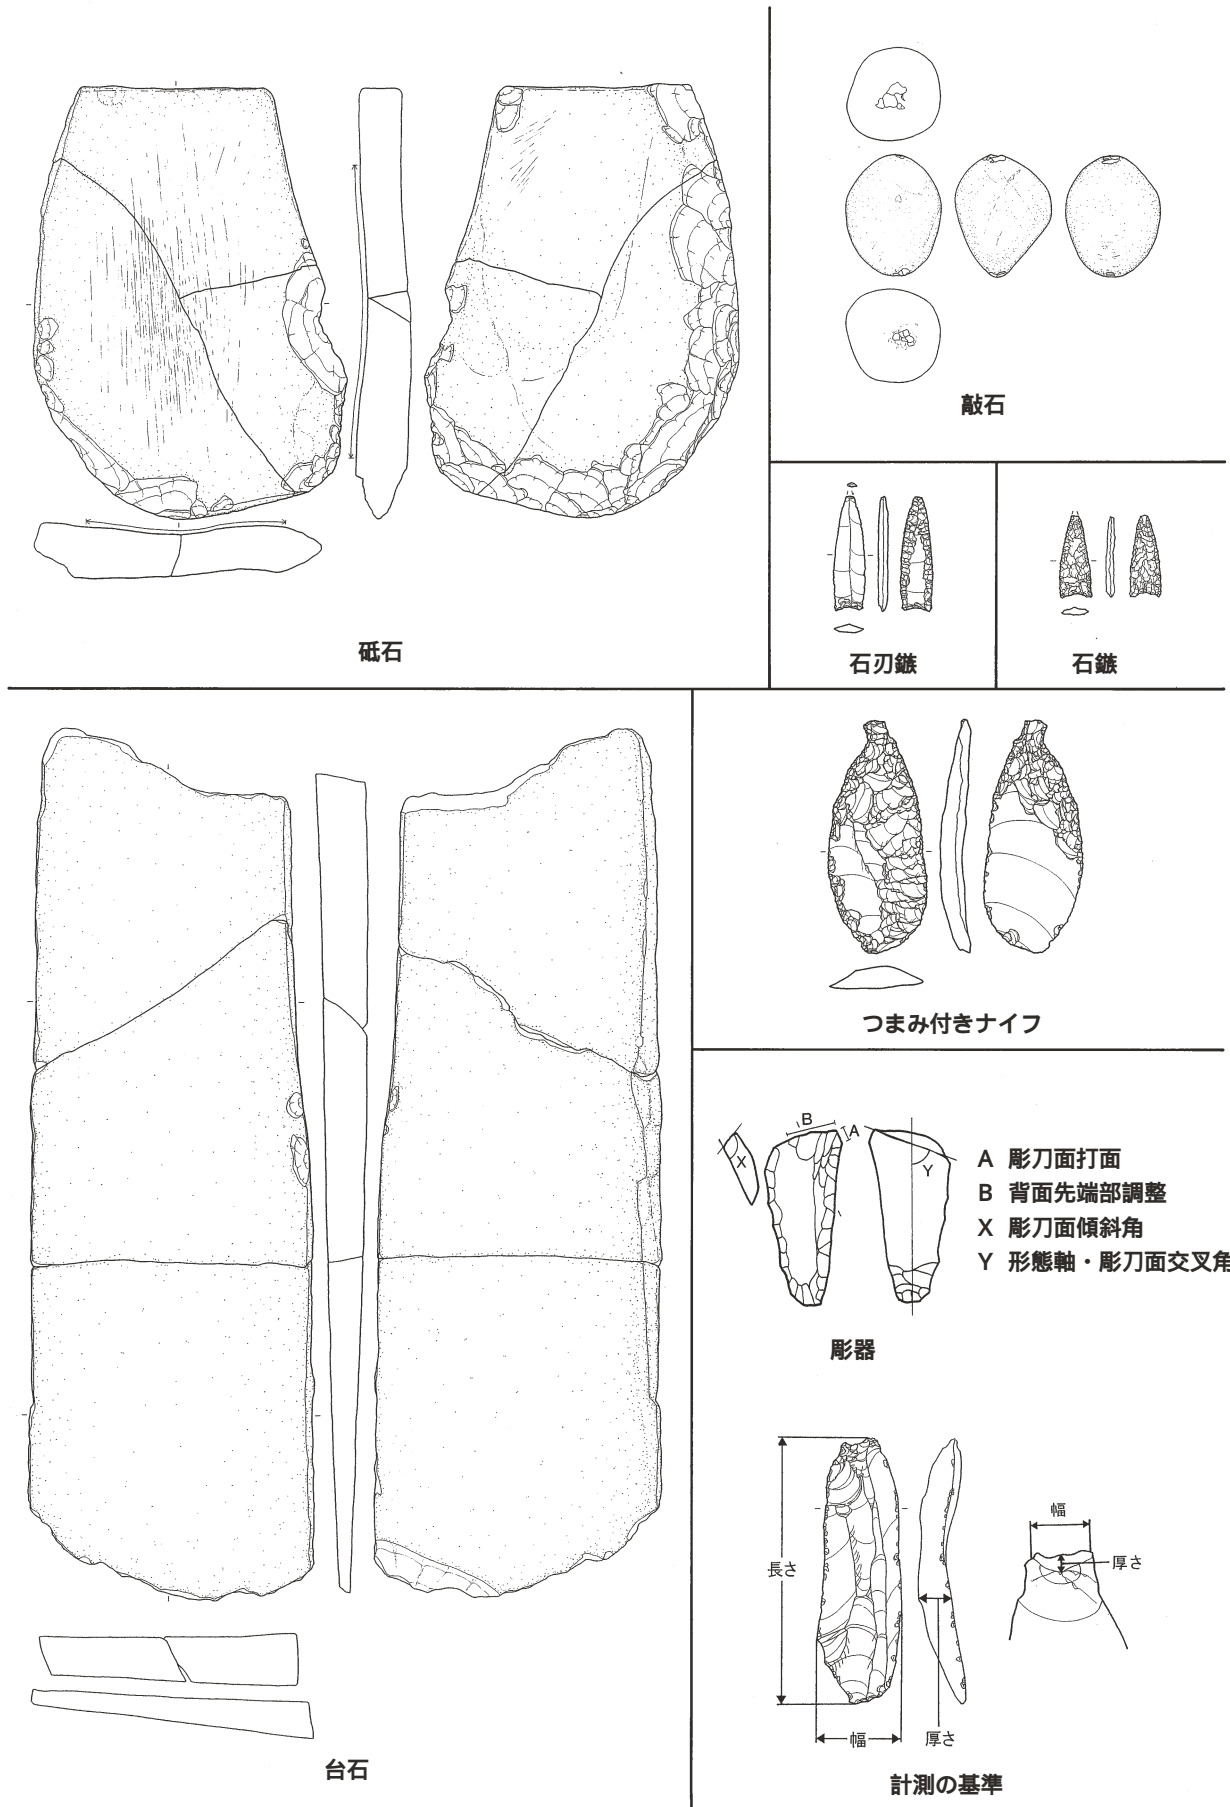 敲石
石刃鏃
石鏃
砥石
つまみ付きナイフ
B
A
X
Y
A 彫刀面打面
B 背面先端部調整
X 彫刀面傾斜角
Y 形態軸・彫刀面交叉角
彫器
長さ
幅
厚さ
幅
厚さ
計測の基準
台石